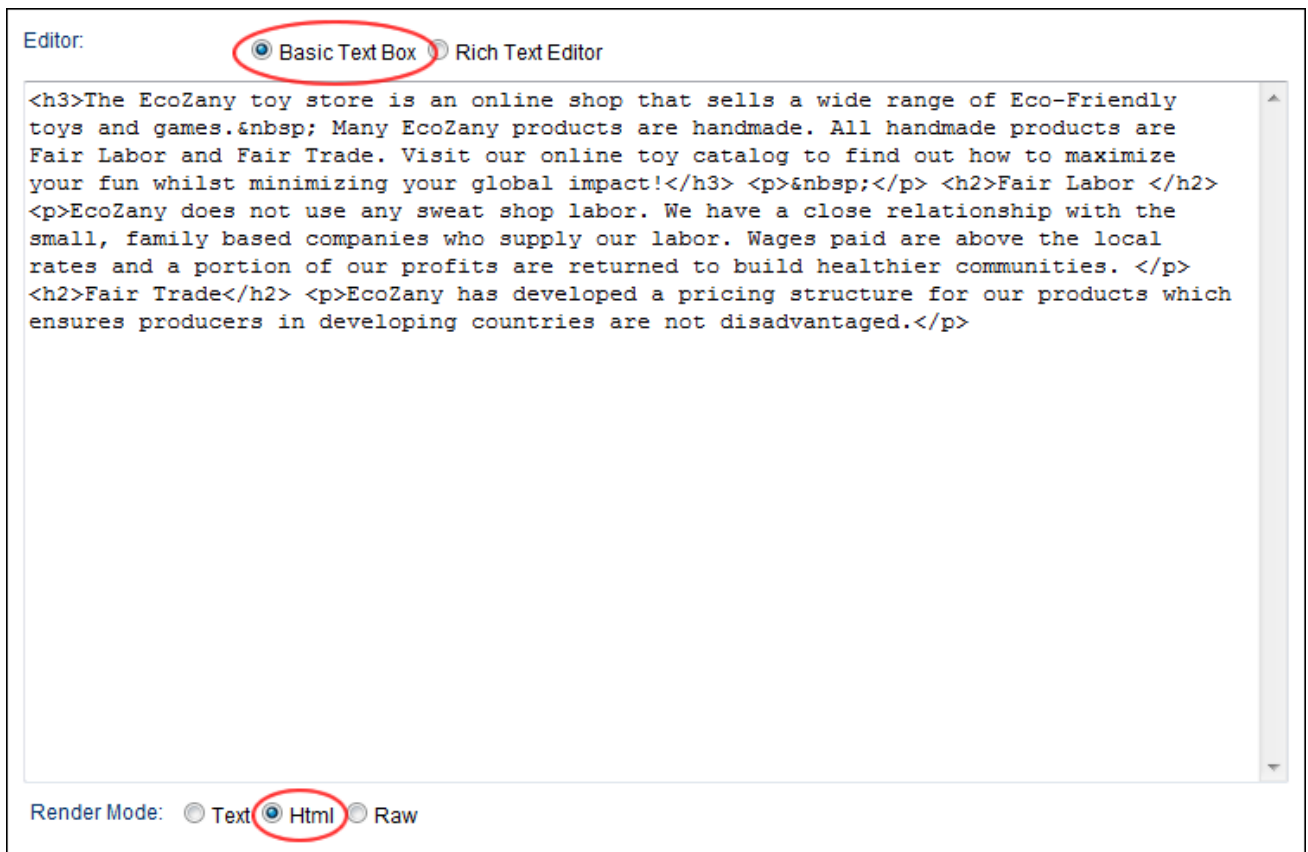 Editor:
Basic Text Box Rich Text Editor
<h3>The EcoZany toy store is an online shop that sells a wide range of Eco-Friendly
toys and games.&nbsp; Many EcoZany products are handmade. All handmade products are
Fair Labor and Fair Trade. Visit our online toy catalog to find out how to maximize
your fun whilst minimizing your global impact!</h3> <p>&nbsp;</p> <h2>Fair Labor </h2>
<p>EcoZany does not use any sweat shop labor. We have a close relationship with the
small, family based companies who supply our labor. Wages paid are above the local
rates and a portion of our profits are returned to build healthier communities. </p>
<h2>Fair Trade</h2> <p>EcoZany has developed a pricing structure for our products which
ensures producers in developing countries are not disadvantaged.</p>
Render Mode: Text Html Raw